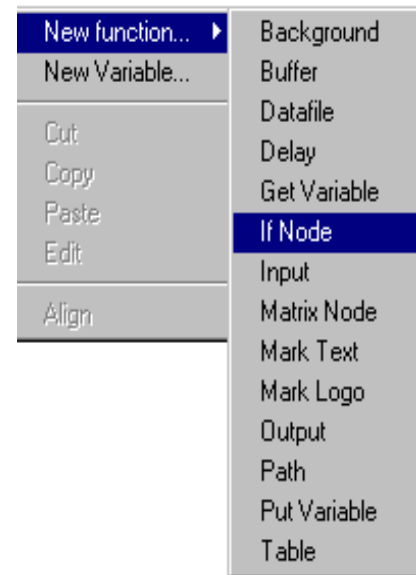 New function...
New Variable...
Cut
Copy
Paste
Edit
Align
Background
Buffer
Datafile
Delay
Get Variable
If Node
Input
Matrix Node
Mark Text
Mark Logo
Output
Path
Put Variable
Table